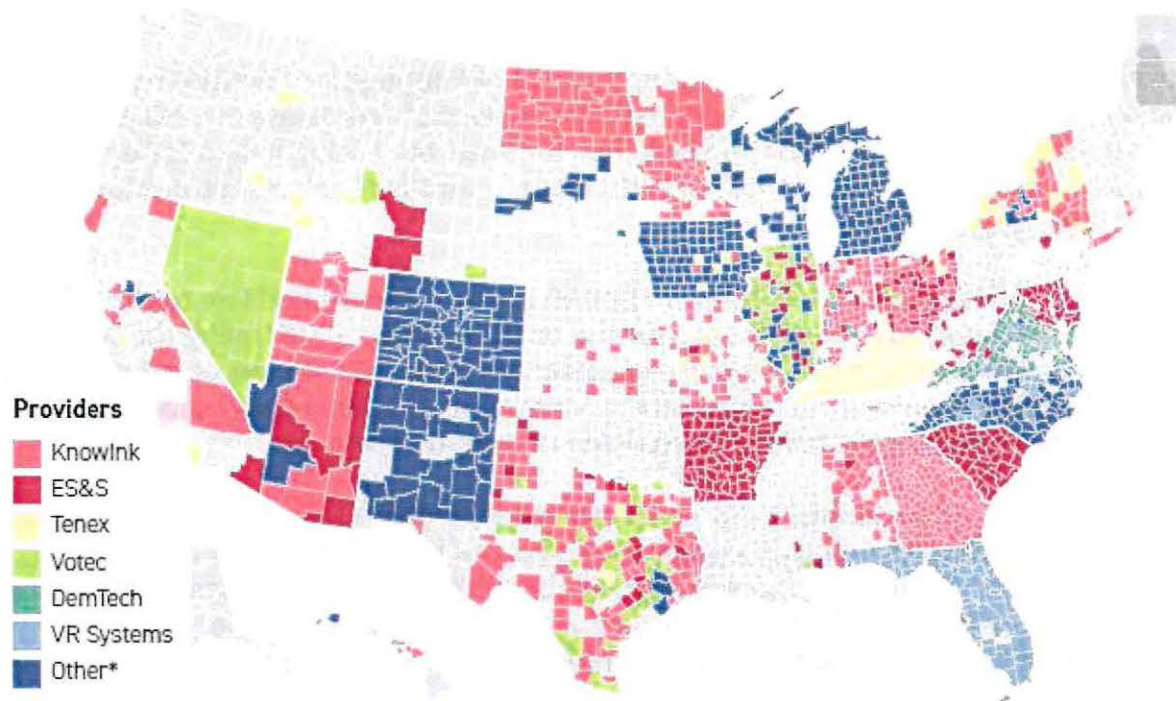 Providers
KnowInk
ES&S
Tenex
Votec
DemTech
VR Systems
Other*